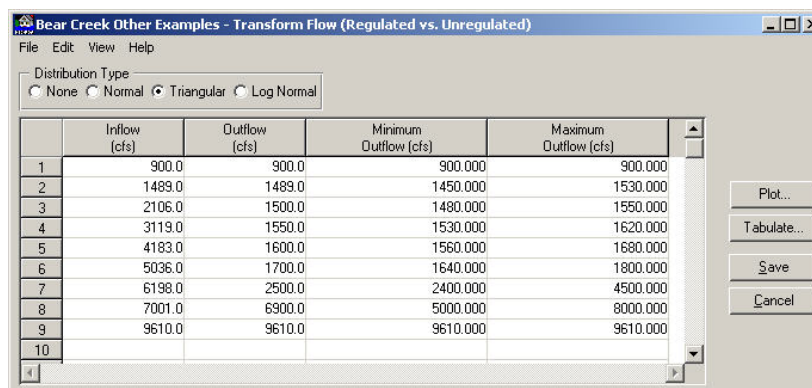 Bear Creek Other Examples - Transform Flow (Regulated vs. Unregulated)
File Edit View Help
Distribution Type
None Normal Triangular Log Normal
Inflow (cfs) Outflow (cfs) Minimum Outflow (cfs) Maximum Outflow (cfs)
1 900.0 900.0 900.000 900.000
2 1489.0 1489.0 1450.000 1530.000
3 2106.0 1500.0 1480.000 1550.000
4 3119.0 1550.0 1530.000 1620.000
5 4183.0 1600.0 1560.000 1680.000
6 5036.0 1700.0 1640.000 1800.000
7 6198.0 2500.0 2400.000 4500.000
8 7001.0 6900.0 5000.000 8000.000
9 9610.0 9610.0 9610.000 9610.000
10
Plot...
Tabulate...
Save
Cancel